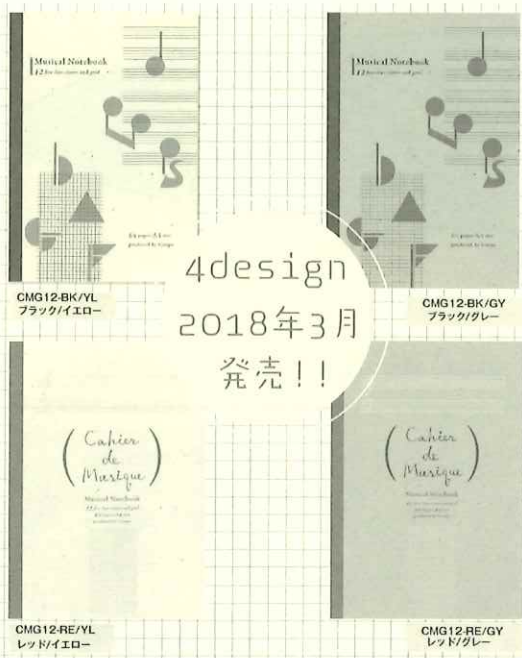 Musical Notebook
12
Musical Notebook
12
4design
2018年3月
発売!!
CMG12-BK/YL
ブラック/イエロー
CMG12-BK/GY
ブラック/グレー
(Cahier
de
Musique)
Musical Notebook
(Cahier
de
Musique)
Musical Notebook
CMG12-RE/YL
レッド/イエロー
CMG12-RE/GY
レッド/グレー